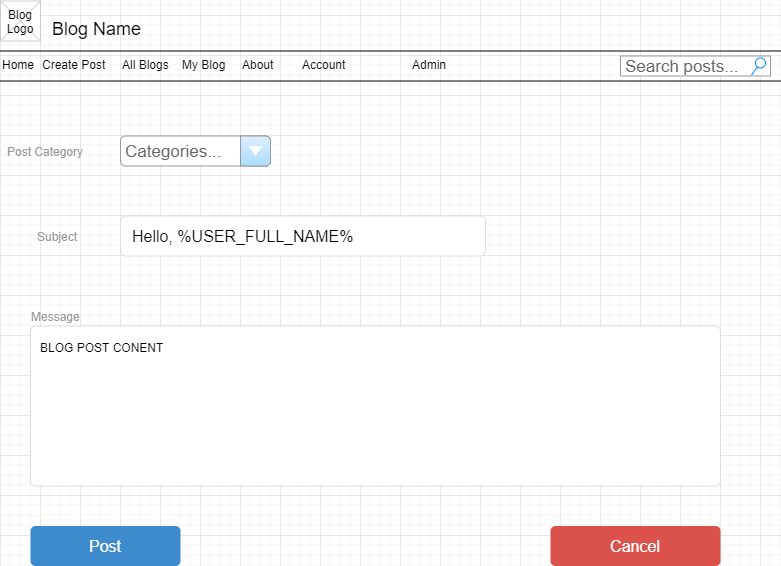 Blog
Logo
Blog Name
Home Create Post All Blogs My Blog About Account Admin Search posts...
Post Category Categories...
Subject Hello, %USER_FULL_NAME%
Message
BLOG POST CONENT
Post Cancel